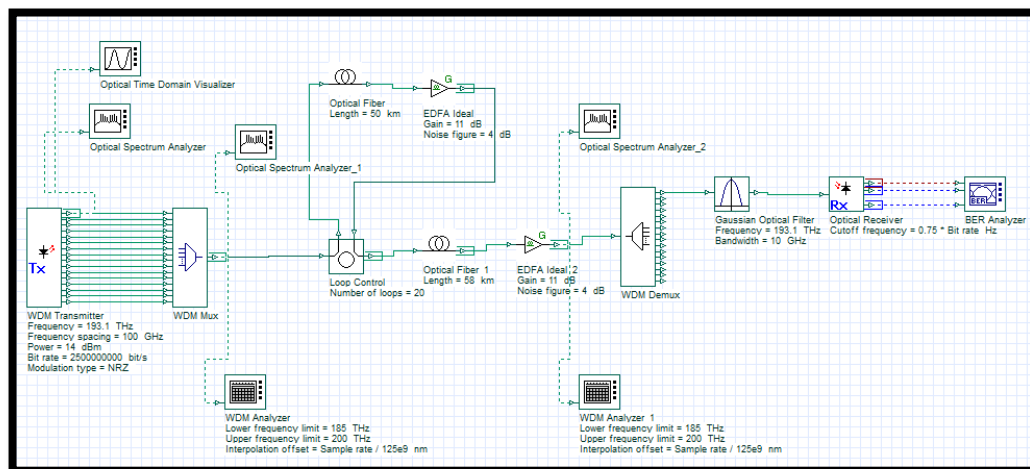 Optical Time Domain Visualizer
Optical Spectrum Analyzer
Optical Spectrum Analyzer_1
Optical Fiber
Length = 50 km
G
EDFA Ideal
Gain = 11 dB
Noise figure = 4 dB
Optical Spectrum Analyzer_2
Tx
WDM Transmitter
Frequency = 193.1 THz
Frequency spacing = 100 GHz
Power = 14 dBm
Bit rate = 2500000000 bit/s
Modulation type = NRZ
WDM Mux
Loop Control
Number of loops = 20
Optical Fiber_1
Length = 58 km
G
EDFA Ideal_2
Gain = 11 dB
Noise figure = 4 dB
WDM Demux
Gaussian Optical Filter
Frequency = 193.1 THz
Bandwidth = 10 GHz
Rx
Optical Receiver
Cutoff frequency = 0.75 * Bit rate Hz
BER
BER Analyzer
WDM Analyzer
Lower frequency limit = 185 THz
Upper frequency limit = 200 THz
Interpolation offset = Sample rate / 125e9 nm
WDM Analyzer_1
Lower frequency limit = 185 THz
Upper frequency limit = 200 THz
Interpolation offset = Sample rate / 125e9 nm